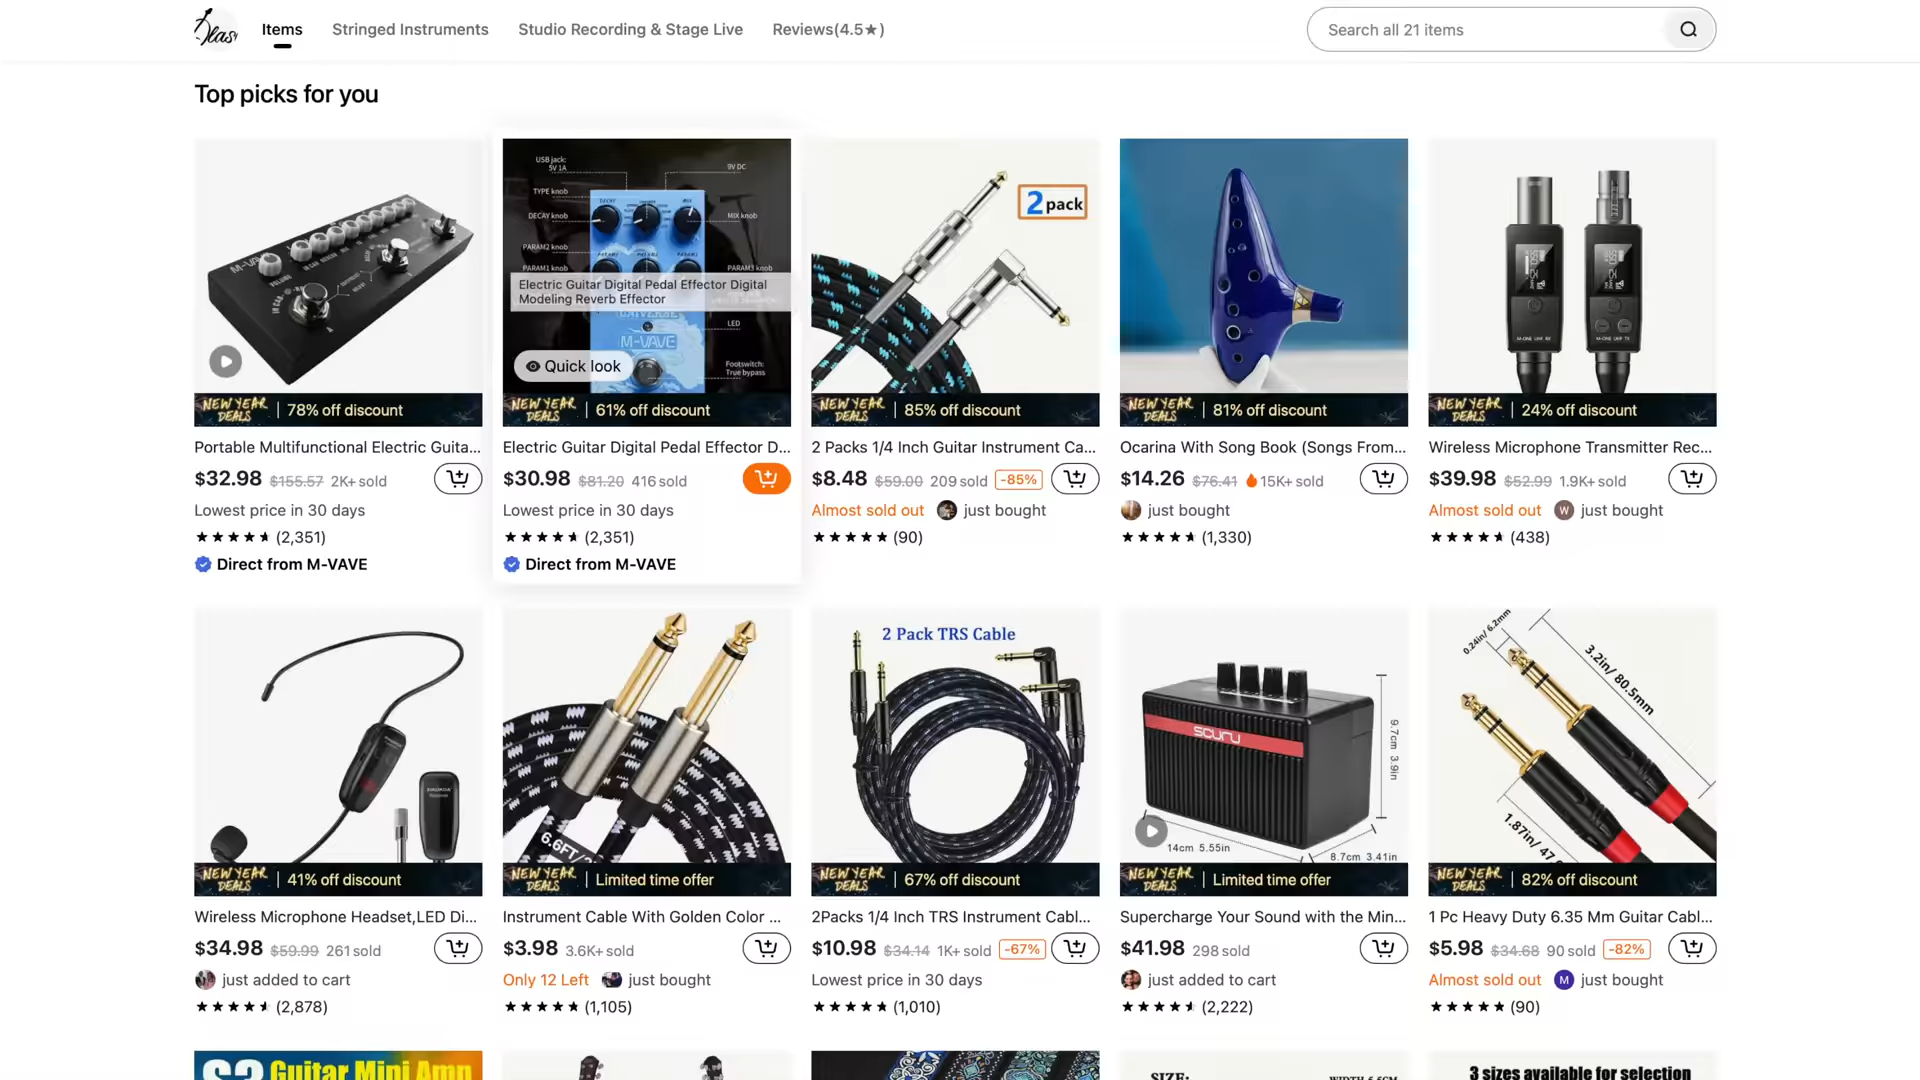 Items
Stringed Instruments
Studio Recording & Stage Live
Reviews(4.5★)
Search all 21 items
Top picks for you
M-VAVE
NEW YEAR DEALS | 78% off discount
Portable Multifunctional Electric Guita...
$32.98 $155.57 2K+ sold
Lowest price in 30 days
(2,351)
Direct from M-VAVE
USB jack:
5V 1A
9V DC
TYPE knob
DECAY knob
MIX knob
PARAM2 knob
PARAM1 knob
PARAM3 knob
Electric Guitar Digital Pedal Effector Digital
Modeling Reverb Effector
UNIVERSE
LED
M-VAVE
Footswitch:
True bypass
Quick look
NEW YEAR DEALS | 61% off discount
Electric Guitar Digital Pedal Effector D...
$30.98 $81.20 416 sold
Lowest price in 30 days
(2,351)
Direct from M-VAVE
2 pack
NEW YEAR DEALS | 85% off discount
2 Packs 1/4 Inch Guitar Instrument Ca...
$8.48 $59.00 209 sold -85%
Almost sold out just bought
(90)
NEW YEAR DEALS | 81% off discount
Ocarina With Song Book (Songs From...
$14.26 $76.41 15K+ sold
just bought
(1,330)
NEW YEAR DEALS | 24% off discount
Wireless Microphone Transmitter Rec...
$39.98 $52.99 1.9K+ sold
Almost sold out W just bought
(438)
NEW YEAR DEALS | 41% off discount
Wireless Microphone Headset,LED Di...
$34.98 $59.99 261 sold
just added to cart
(2,878)
6.6FT/
NEW YEAR DEALS | Limited time offer
Instrument Cable With Golden Color ...
$3.98 3.6K+ sold
Only 12 Left just bought
(1,105)
2 Pack TRS Cable
NEW YEAR DEALS | 67% off discount
2Packs 1/4 Inch TRS Instrument Cabl...
$10.98 $34.14 1K+ sold -67%
Lowest price in 30 days
(1,010)
SCURU
9.7cm 3.9in
14cm 5.55in
8.7cm 3.41in
NEW YEAR DEALS | Limited time offer
Supercharge Your Sound with the Min...
$41.98 298 sold
just added to cart
(2,222)
0.24in/ 6.2mm
3.2in/ 80.5mm
1.87in/ 47.
NEW YEAR DEALS | 82% off discount
1 Pc Heavy Duty 6.35 Mm Guitar Cabl...
$5.98 $34.68 90 sold -82%
Almost sold out M just bought
(90)
Guitar Mini Amp
SIZE:
3 sizes available for selection